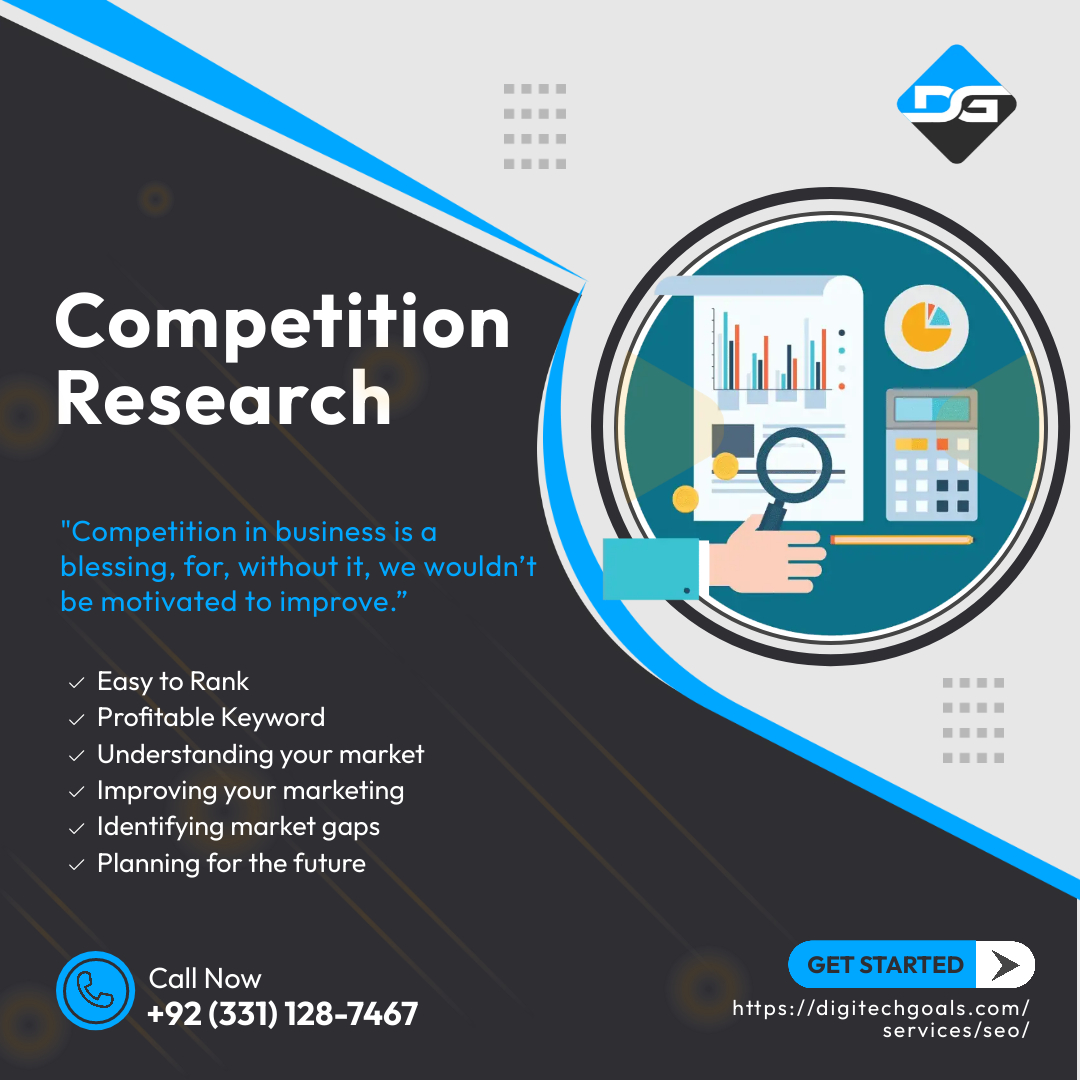 DG
Competition
Research
"Competition in business is a
blessing, for, without it, we wouldn’t
be motivated to improve.”
Easy to Rank
Profitable Keyword
Understanding your market
Improving your marketing
Identifying market gaps
Planning for the future
Call Now
+92 (331) 128-7467
GET STARTED
https://digitechgoals.com/
services/seo/